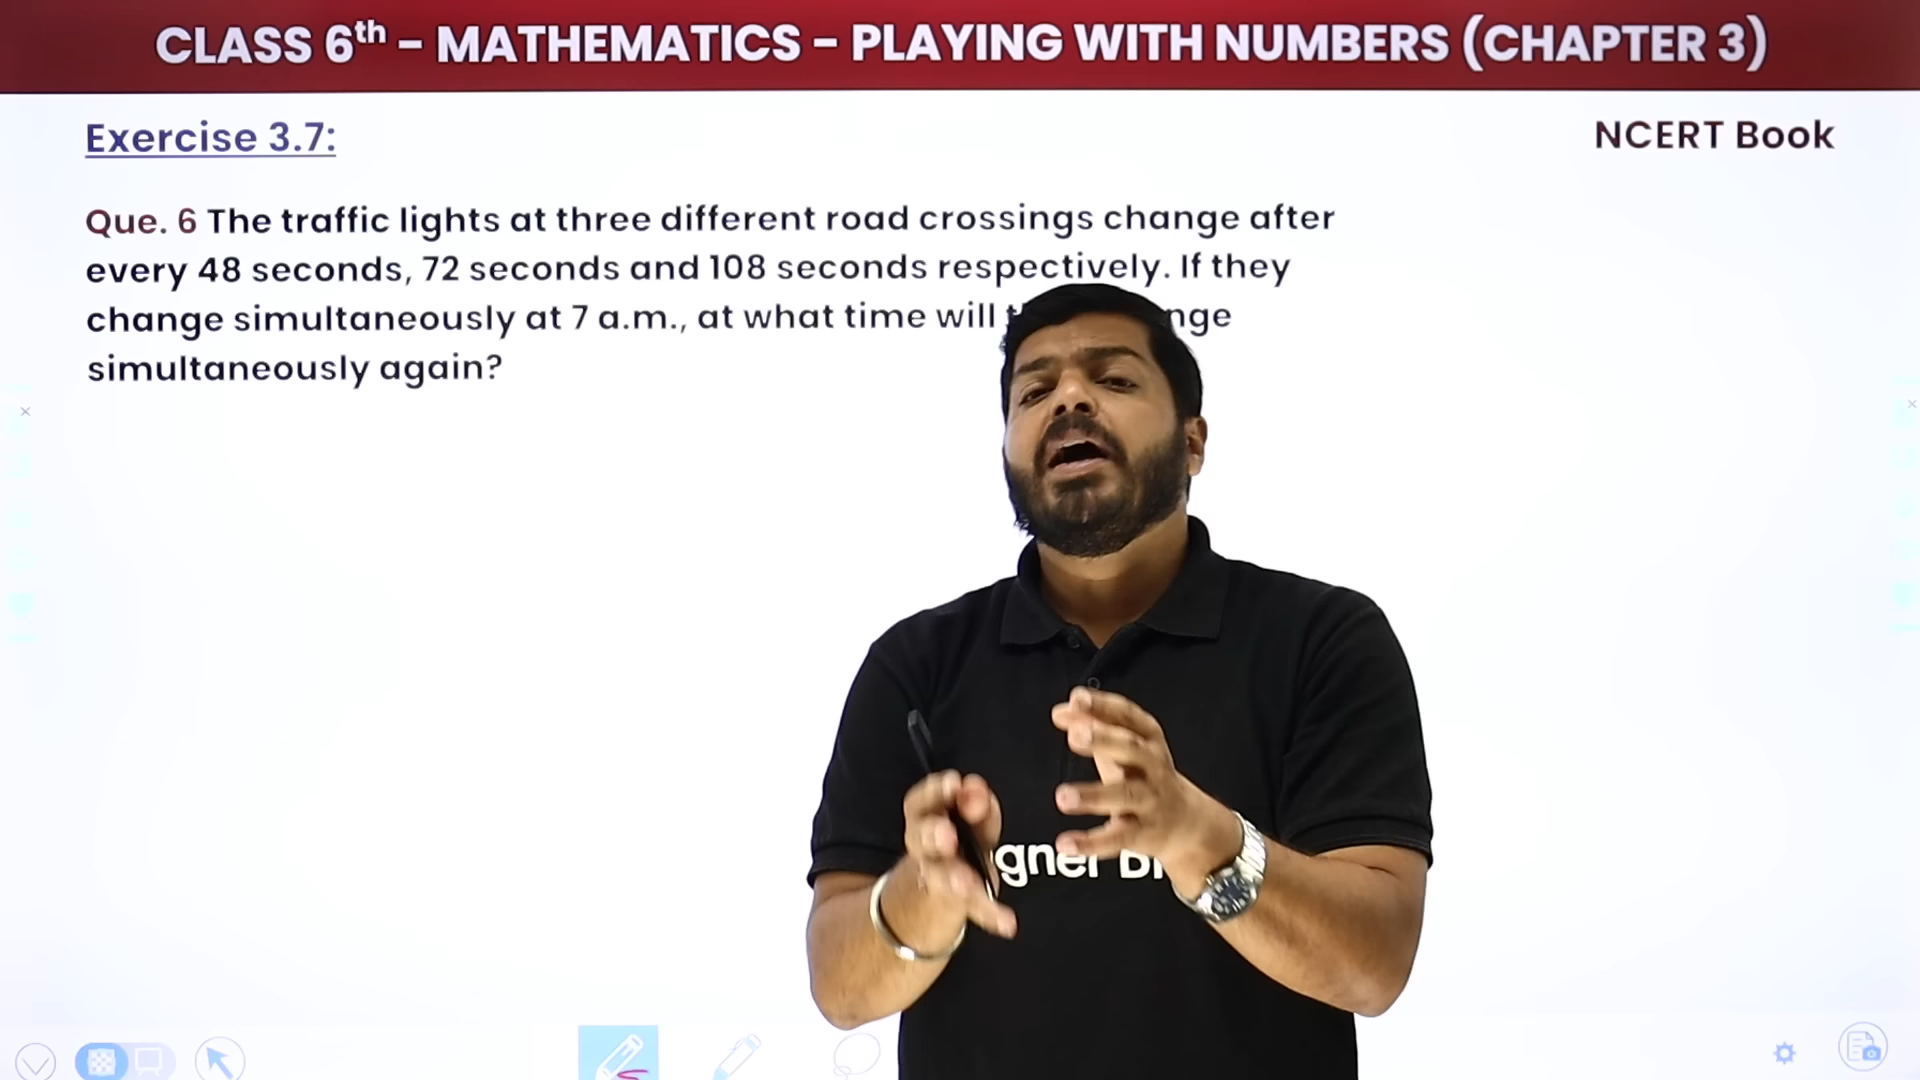 CLASS 6th – MATHEMATICS – PLAYING WITH NUMBERS (CHAPTER 3)
Exercise 3.7:
NCERT Book
Que. 6 The traffic lights at three different road crossings change after
every 48 seconds, 72 seconds and 108 seconds respectively. If they
change simultaneously at 7 a.m., at what time will
simultaneously again?